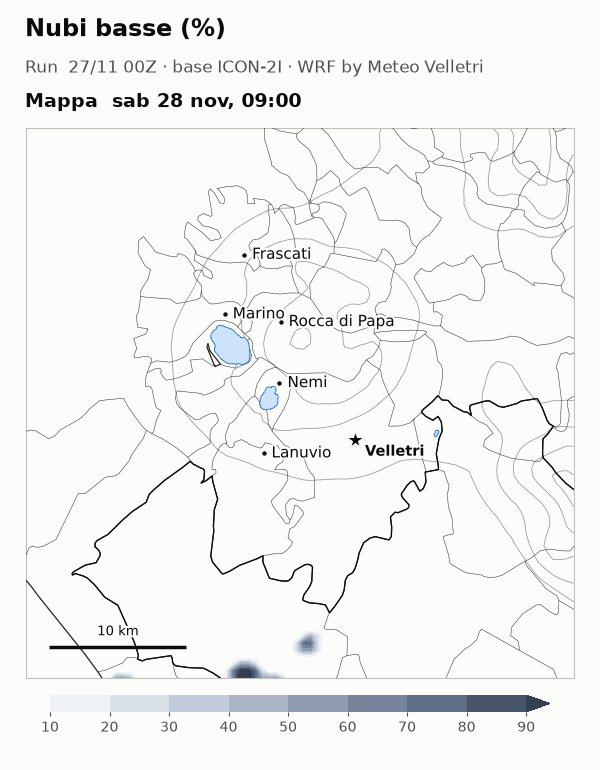 Nubi basse (%)
Run  27/11 00Z · base ICON-2I · WRF by Meteo Velletri
Mappa  sab 28 nov, 09:00
Frascati
Marino
Rocca di Papa
Nemi
Velletri
Lanuvio
10 km
10 20 30 40 50 60 70 80 90